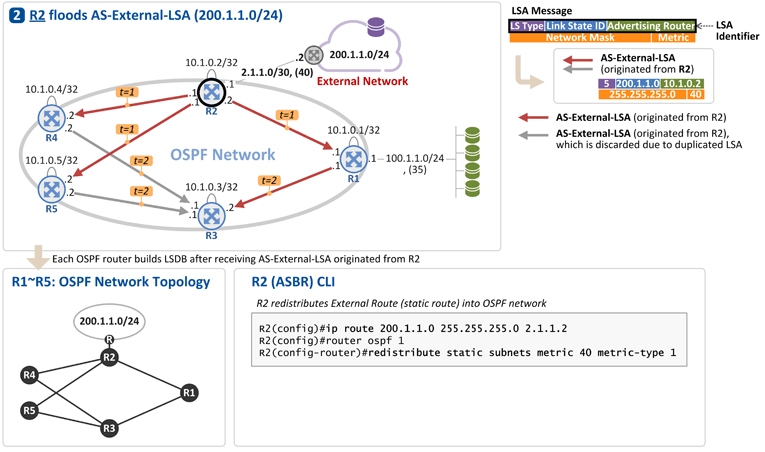 2 R2 floods AS-External-LSA (200.1.1.0/24)
10.1.0.2/32
.2
200.1.1.0/24
2.1.1.0/30, (40)
External Network
10.1.0.4/32
.1
.1
.1
.2
R2
t=1
t=1
t=1
.2
.2
R4
10.1.0.5/32
.2
.2
R5
OSPF Network
10.1.0.1/32
.1
.1
.1
R1
100.1.1.0/24
, (35)
t=2
t=2
t=2
10.1.0.3/32
.1
.1
.2
R3
LSA Message
LS Type Link State ID Advertising Router
Network Mask Metric
LSA
Identifier
AS-External-LSA
(originated from R2)
5 200.1.1.0 10.1.0.2
255.255.255.0 40
AS-External-LSA (originated from R2)
AS-External-LSA (originated from R2),
which is discarded due to duplicated LSA
Each OSPF router builds LSDB after receiving AS-External-LSA originated from R2
R1~R5: OSPF Network Topology
200.1.1.0/24
R
R2
R4
R1
R5
R3
R2 (ASBR) CLI
R2 redistributes External Route (static route) into OSPF network
R2(config)#ip route 200.1.1.0 255.255.255.0 2.1.1.2
R2(config)#router ospf 1
R2(config-router)#redistribute static subnets metric 40 metric-type 1